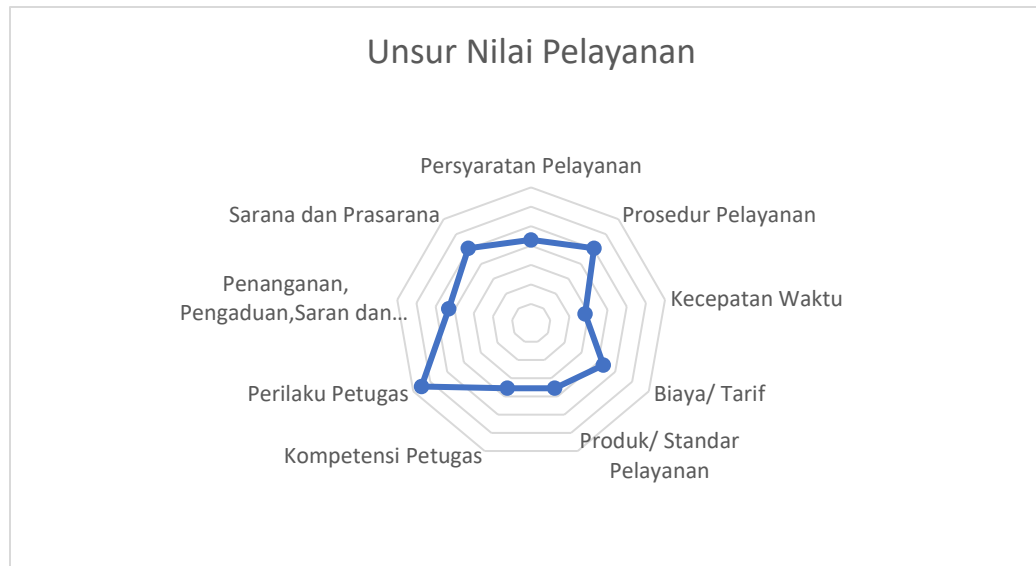 Unsur Nilai Pelayanan
Persyaratan Pelayanan
Prosedur Pelayanan
Kecepatan Waktu
Biaya/ Tarif
Produk/ Standar
Pelayanan
Kompetensi Petugas
Perilaku Petugas
Penanganan,
Pengaduan,Saran dan...
Sarana dan Prasarana